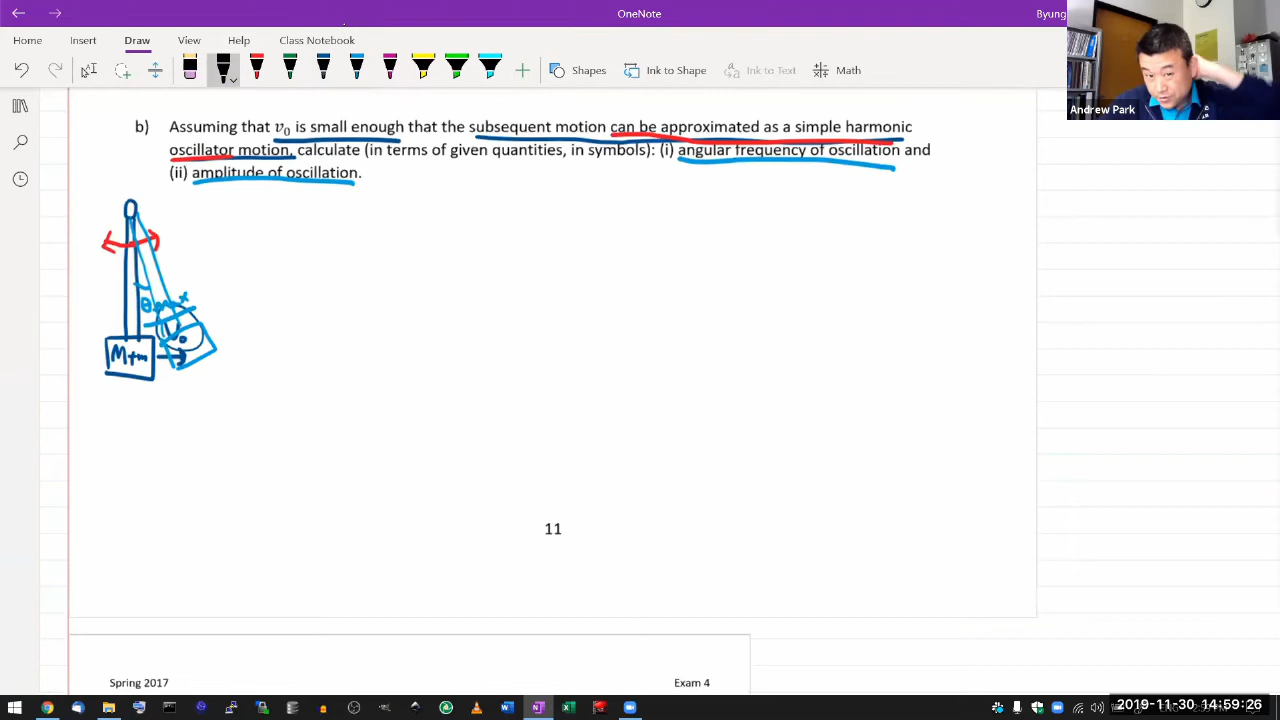 OneNote
Byung
Home Insert Draw View Help Class Notebook
Shapes Ink to Shape Ink to Text Math
Andrew Park
b) Assuming that v₀ is small enough that the subsequent motion can be approximated as a simple harmonic
oscillator motion, calculate (in terms of given quantities, in symbols): (i) angular frequency of oscillation and
(ii) amplitude of oscillation.
θ
M+m
11
Spring 2017 Exam 4
2019-11-30 14:59:26